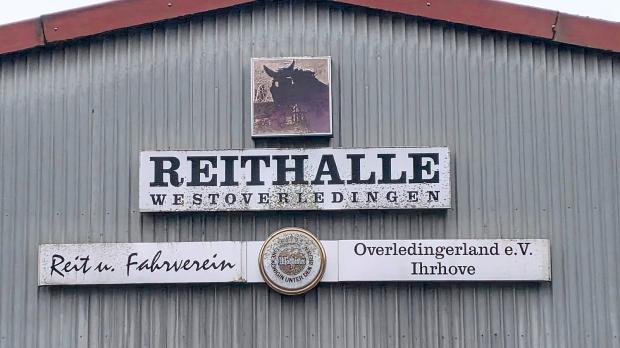 REITHALLE
WESTOVERLEDINGEN
Reit u. Fahrverein
Overledingerland e.V.
Ihrhove